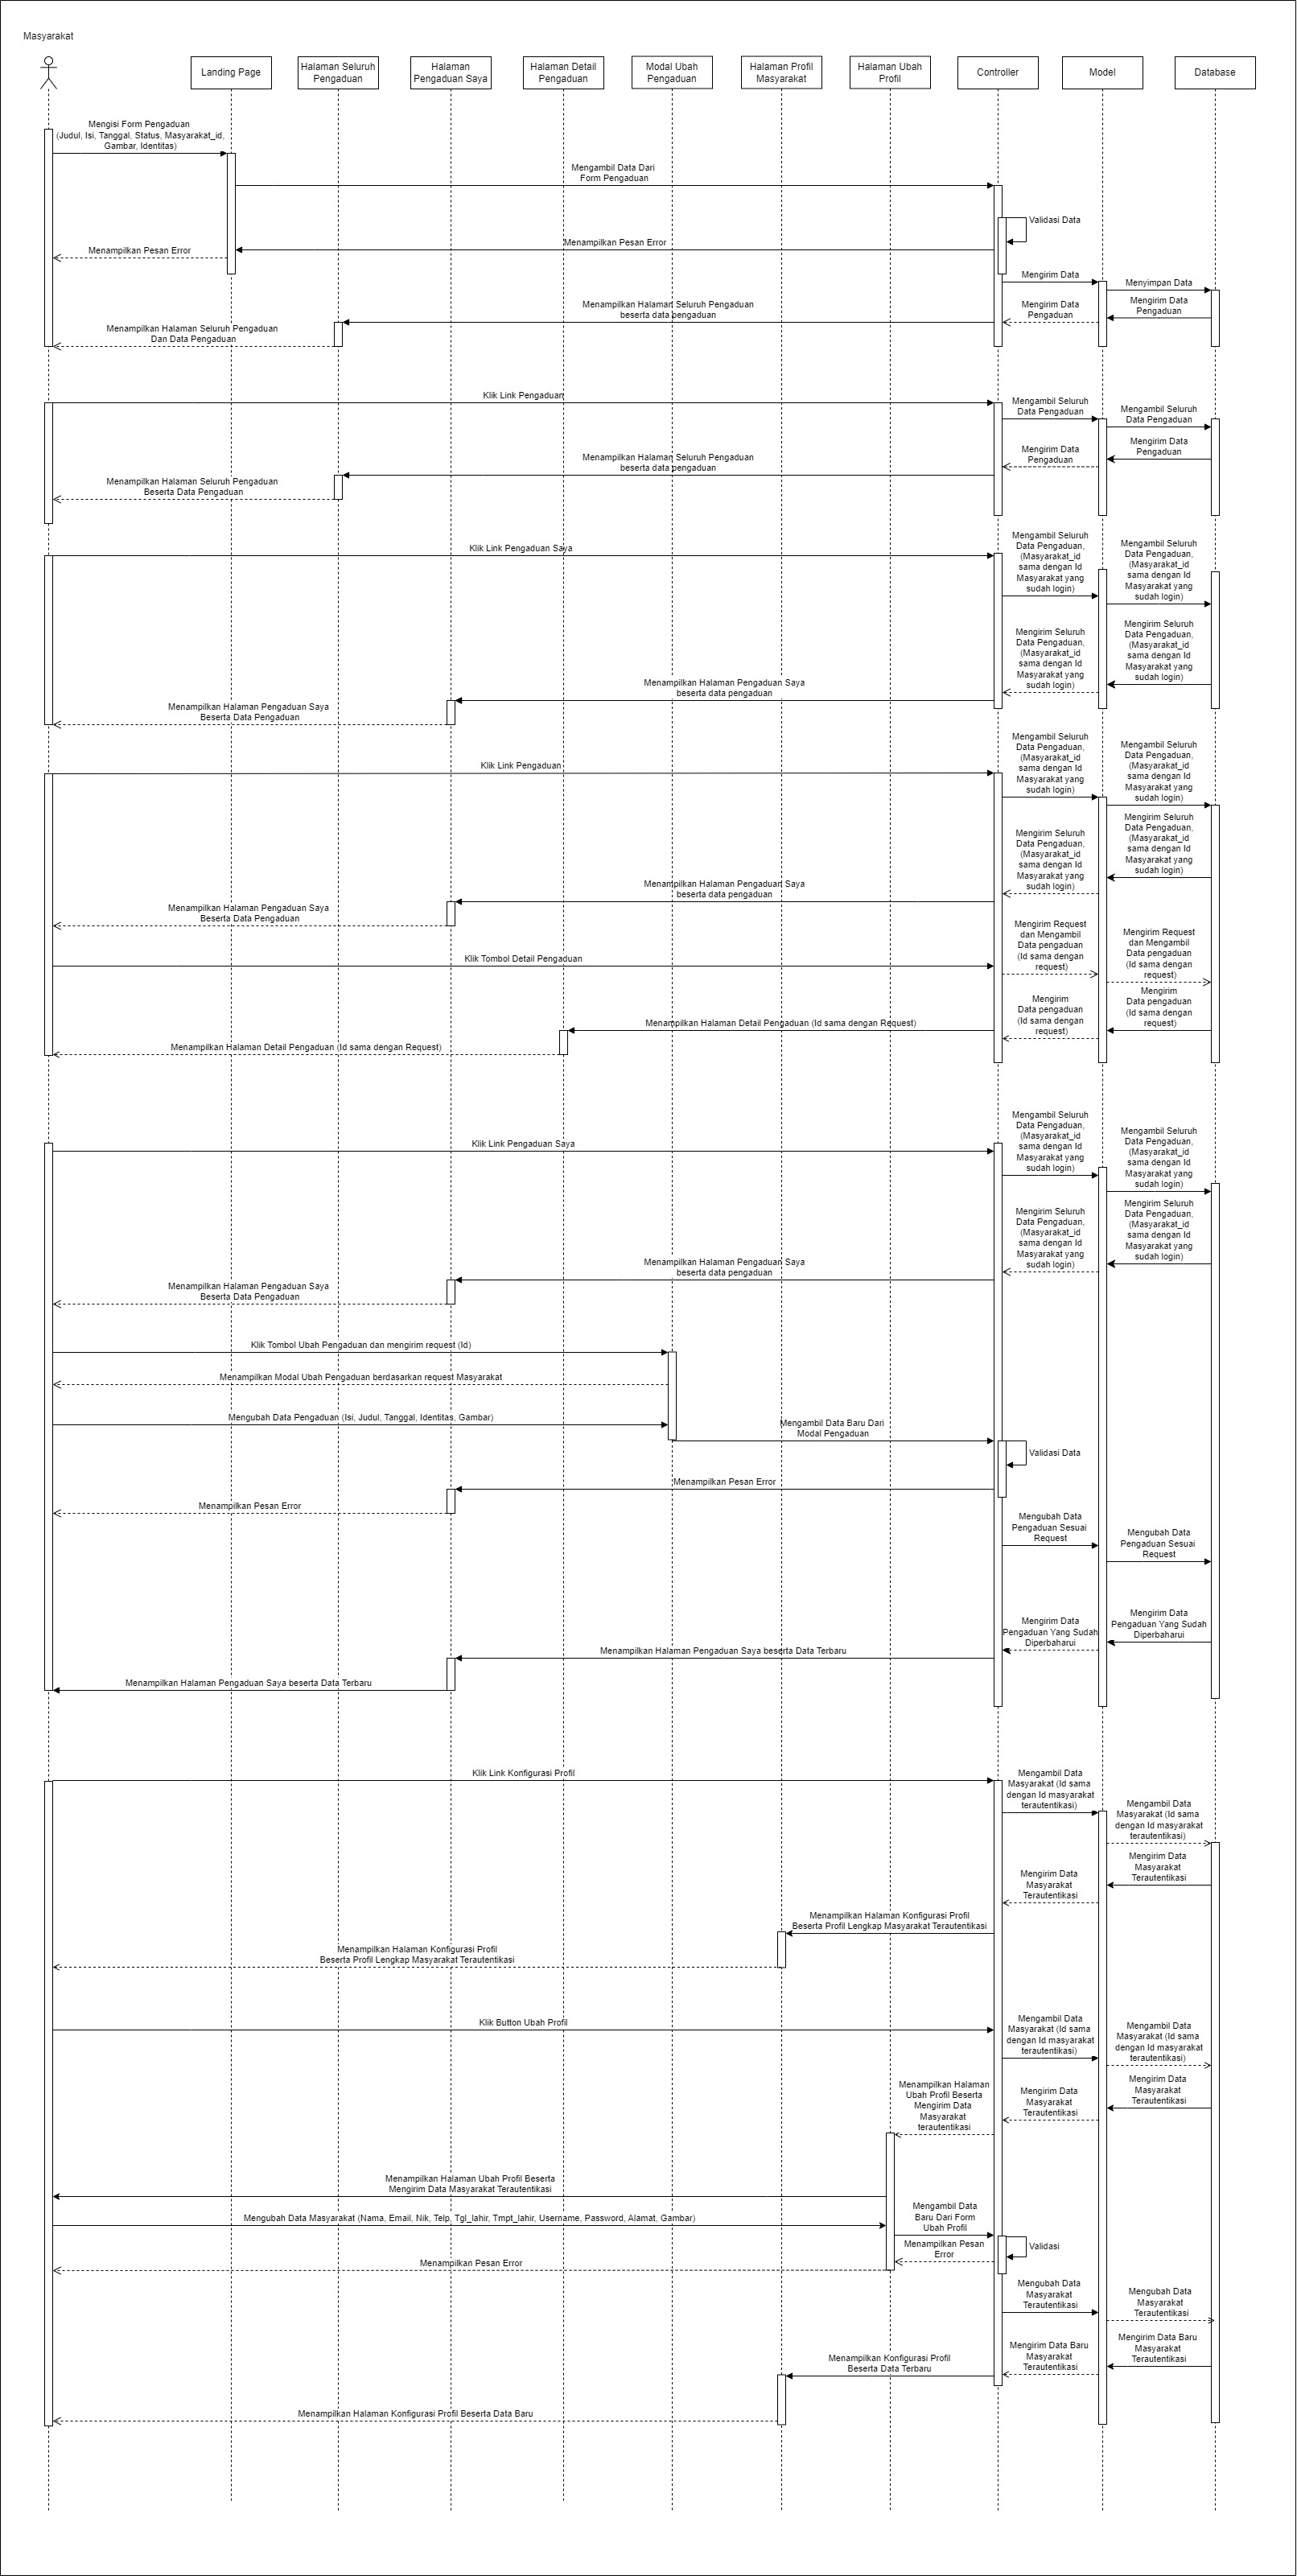 Masyarakat
Landing Page
Halaman Seluruh
Pengaduan
Halaman
Pengaduan Saya
Halaman Detail
Pengaduan
Modal Ubah
Pengaduan
Halaman Profil
Masyarakat
Halaman Ubah
Profil
Controller
Model
Database
Mengisi Form Pengaduan
(Judul, Isi, Tanggal, Status, Masyarakat_id,
Gambar, Identitas)
Mengambil Data Dari
Form Pengaduan
Validasi Data
Menampilkan Pesan Error
Menampilkan Pesan Error
Mengirim Data
Menyimpan Data
Mengirim Data
Pengaduan
Mengirim Data
Pengaduan
Menampilkan Halaman Seluruh Pengaduan
beserta data pengaduan
Menampilkan Halaman Seluruh Pengaduan
Dan Data Pengaduan
Klik Link Pengaduan
Mengambil Seluruh
Data Pengaduan
Mengambil Seluruh
Data Pengaduan
Mengirim Data
Pengaduan
Mengirim Data
Pengaduan
Menampilkan Halaman Seluruh Pengaduan
beserta data pengaduan
Menampilkan Halaman Seluruh Pengaduan
Beserta Data Pengaduan
Klik Link Pengaduan Saya
Mengambil Seluruh
Data Pengaduan,
(Masyarakat_id
sama dengan Id
Masyarakat yang
sudah login)
Mengambil Seluruh
Data Pengaduan,
(Masyarakat_id
sama dengan Id
Masyarakat yang
sudah login)
Mengirim Seluruh
Data Pengaduan,
(Masyarakat_id
sama dengan Id
Masyarakat yang
sudah login)
Mengirim Seluruh
Data Pengaduan,
(Masyarakat_id
sama dengan Id
Masyarakat yang
sudah login)
Menampilkan Halaman Pengaduan Saya
beserta data pengaduan
Menampilkan Halaman Pengaduan Saya
Beserta Data Pengaduan
Klik Link Pengaduan
Mengambil Seluruh
Data Pengaduan,
(Masyarakat_id
sama dengan Id
Masyarakat yang
sudah login)
Mengambil Seluruh
Data Pengaduan,
(Masyarakat_id
sama dengan Id
Masyarakat yang
sudah login)
Mengirim Seluruh
Data Pengaduan,
(Masyarakat_id
sama dengan Id
Masyarakat yang
sudah login)
Mengirim Seluruh
Data Pengaduan,
(Masyarakat_id
sama dengan Id
Masyarakat yang
sudah login)
Menampilkan Halaman Pengaduan Saya
beserta data pengaduan
Menampilkan Halaman Pengaduan Saya
Beserta Data Pengaduan
Klik Tombol Detail Pengaduan
Mengirim Request
dan Mengambil
Data pengaduan
(Id sama dengan
request)
Mengirim Request
dan Mengambil
Data pengaduan
(Id sama dengan
request)
Mengirim
Data pengaduan
(Id sama dengan
request)
Mengirim
Data pengaduan
(Id sama dengan
request)
Menampilkan Halaman Detail Pengaduan (Id sama dengan Request)
Menampilkan Halaman Detail Pengaduan (Id sama dengan Request)
Klik Link Pengaduan Saya
Mengambil Seluruh
Data Pengaduan,
(Masyarakat_id
sama dengan Id
Masyarakat yang
sudah login)
Mengambil Seluruh
Data Pengaduan,
(Masyarakat_id
sama dengan Id
Masyarakat yang
sudah login)
Mengirim Seluruh
Data Pengaduan,
(Masyarakat_id
sama dengan Id
Masyarakat yang
sudah login)
Mengirim Seluruh
Data Pengaduan,
(Masyarakat_id
sama dengan Id
Masyarakat yang
sudah login)
Menampilkan Halaman Pengaduan Saya
beserta data pengaduan
Menampilkan Halaman Pengaduan Saya
Beserta Data Pengaduan
Klik Tombol Ubah Pengaduan dan mengirim request (Id)
Menampilkan Modal Ubah Pengaduan berdasarkan request Masyarakat
Mengubah Data Pengaduan (Isi, Judul, Tanggal, Identitas, Gambar)
Mengambil Data Baru Dari
Modal Pengaduan
Validasi Data
Menampilkan Pesan Error
Menampilkan Pesan Error
Mengubah Data
Pengaduan Sesuai
Request
Mengubah Data
Pengaduan Sesuai
Request
Mengirim Data
Pengaduan Yang Sudah
Diperbaharui
Mengirim Data
Pengaduan Yang Sudah
Diperbaharui
Menampilkan Halaman Pengaduan Saya beserta Data Terbaru
Menampilkan Halaman Pengaduan Saya beserta Data Terbaru
Klik Link Konfigurasi Profil
Mengambil Data
Masyarakat (Id sama
dengan Id masyarakat
terautentikasi)
Mengambil Data
Masyarakat (Id sama
dengan Id masyarakat
terautentikasi)
Mengirim Data
Masyarakat
Terautentikasi
Mengirim Data
Masyarakat
Terautentikasi
Menampilkan Halaman Konfigurasi Profil
Beserta Profil Lengkap Masyarakat Terautentikasi
Menampilkan Halaman Konfigurasi Profil
Beserta Profil Lengkap Masyarakat Terautentikasi
Klik Button Ubah Profil
Mengambil Data
Masyarakat (Id sama
dengan Id masyarakat
terautentikasi)
Mengambil Data
Masyarakat (Id sama
dengan Id masyarakat
terautentikasi)
Mengirim Data
Masyarakat
Terautentikasi
Mengirim Data
Masyarakat
Terautentikasi
Menampilkan Halaman
Ubah Profil Beserta
Mengirim Data
Masyarakat
terautentikasi
Menampilkan Halaman Ubah Profil Beserta
Mengirim Data Masyarakat Terautentikasi
Mengubah Data Masyarakat (Nama, Email, Nik, Telp, Tgl_lahir, Tmpt_lahir, Username, Password, Alamat, Gambar)
Mengambil Data
Baru Dari Form
Ubah Profil
Validasi
Menampilkan Pesan
Error
Menampilkan Pesan Error
Mengubah Data
Masyarakat
Terautentikasi
Mengubah Data
Masyarakat
Terautentikasi
Mengirim Data Baru
Masyarakat
Terautentikasi
Mengirim Data Baru
Masyarakat
Terautentikasi
Menampilkan Konfigurasi Profil
Beserta Data Terbaru
Menampilkan Halaman Konfigurasi Profil Beserta Data Baru